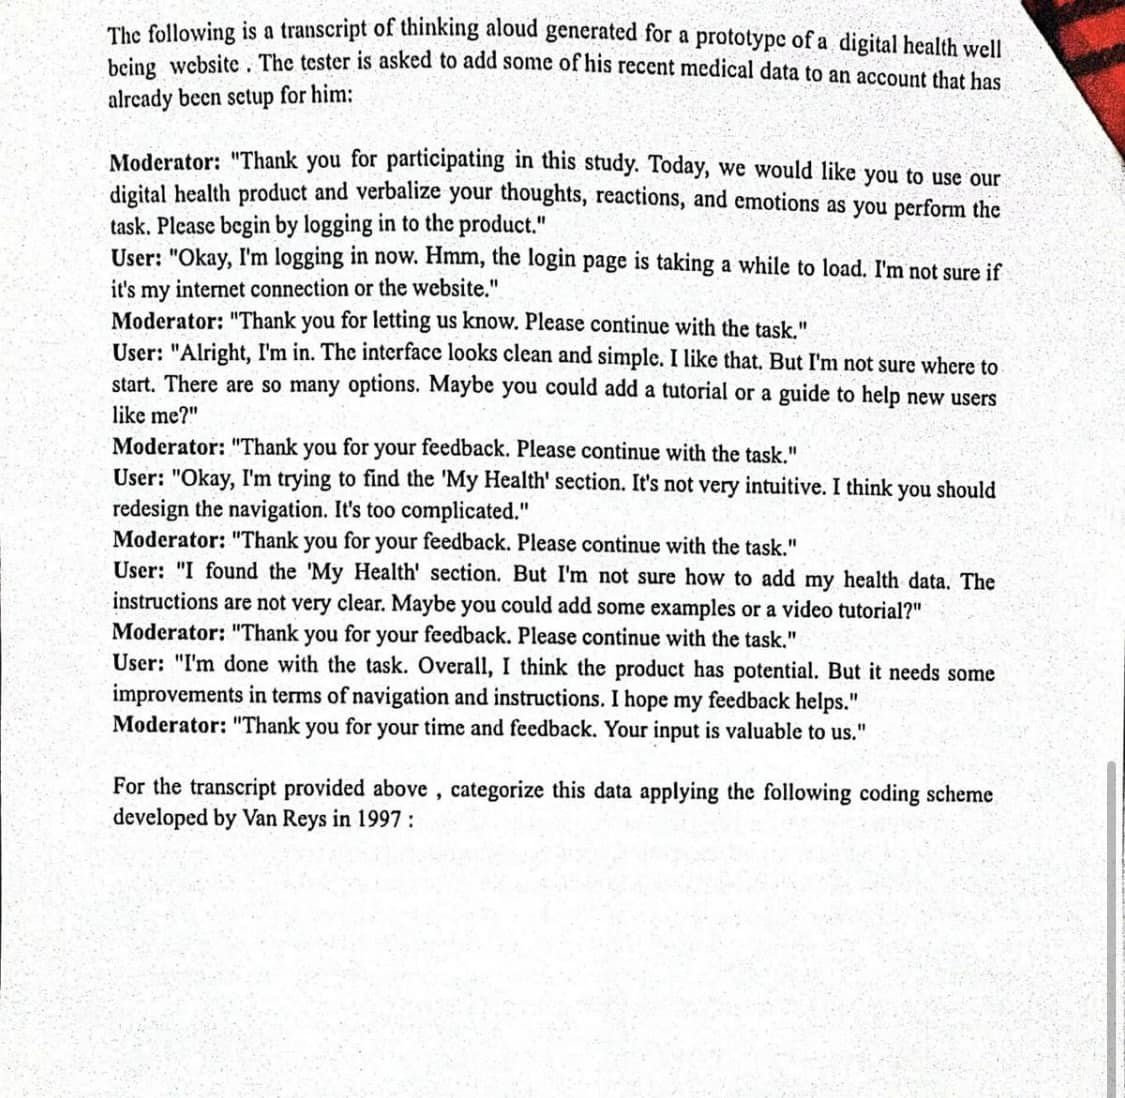 The following is a transcript of thinking aloud generated for a prototype of a digital health well
being website . The tester is asked to add some of his recent medical data to an account that has
already been setup for him:
Moderator: "Thank you for participating in this study. Today, we would like you to use our
digital health product and verbalize your thoughts, reactions, and emotions as you perform the
task. Please begin by logging in to the product."
User: "Okay, I'm logging in now. Hmm, the login page is taking a while to load. I'm not sure if
it's my internet connection or the website."
Moderator: "Thank you for letting us know. Please continue with the task."
User: "Alright, I'm in. The interface looks clean and simple. I like that. But I'm not sure where to
start. There are so many options. Maybe you could add a tutorial or a guide to help new users
like me?"
Moderator: "Thank you for your feedback. Please continue with the task."
User: "Okay, I'm trying to find the 'My Health' section. It's not very intuitive. I think you should
redesign the navigation. It's too complicated."
Moderator: "Thank you for your feedback. Please continue with the task."
User: "I found the 'My Health' section. But I'm not sure how to add my health data. The
instructions are not very clear. Maybe you could add some examples or a video tutorial?"
Moderator: "Thank you for your feedback. Please continue with the task."
User: "I'm done with the task. Overall, I think the product has potential. But it needs some
improvements in terms of navigation and instructions. I hope my feedback helps."
Moderator: "Thank you for your time and feedback. Your input is valuable to us."
For the transcript provided above , categorize this data applying the following coding scheme
developed by Van Reys in 1997 :